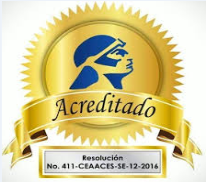 Acreditado
Resolución
No. 411-CEAACES-SE-12-2016